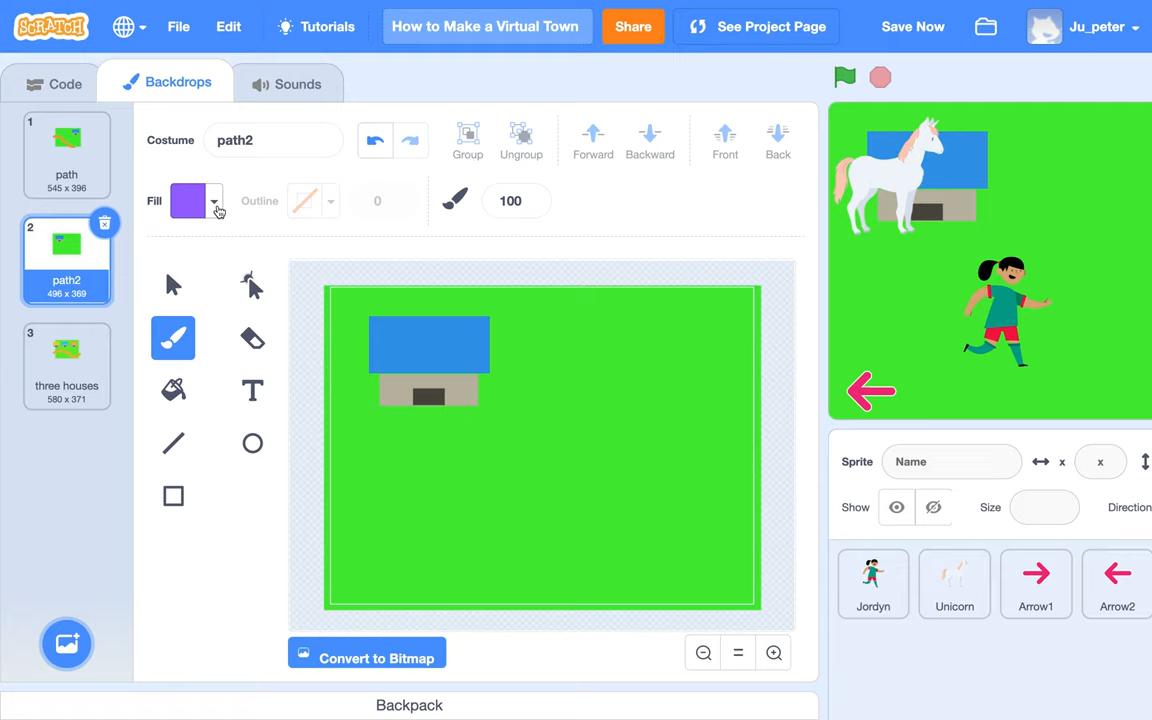 SCRATCH
File
Edit
Tutorials
How to Make a Virtual Town
Share
See Project Page
Save Now
Ju_peter
Code
Backdrops
Sounds
1
path
545 x 396
2
path2
496 x 369
3
three houses
580 x 371
Costume
path2
Group
Ungroup
Forward
Backward
Front
Back
Fill
Outline
0
100
T
Convert to Bitmap
=
Backpack
Sprite
Name
x
x
Show
Size
Direction
Jordyn
Unicorn
Arrow1
Arrow2